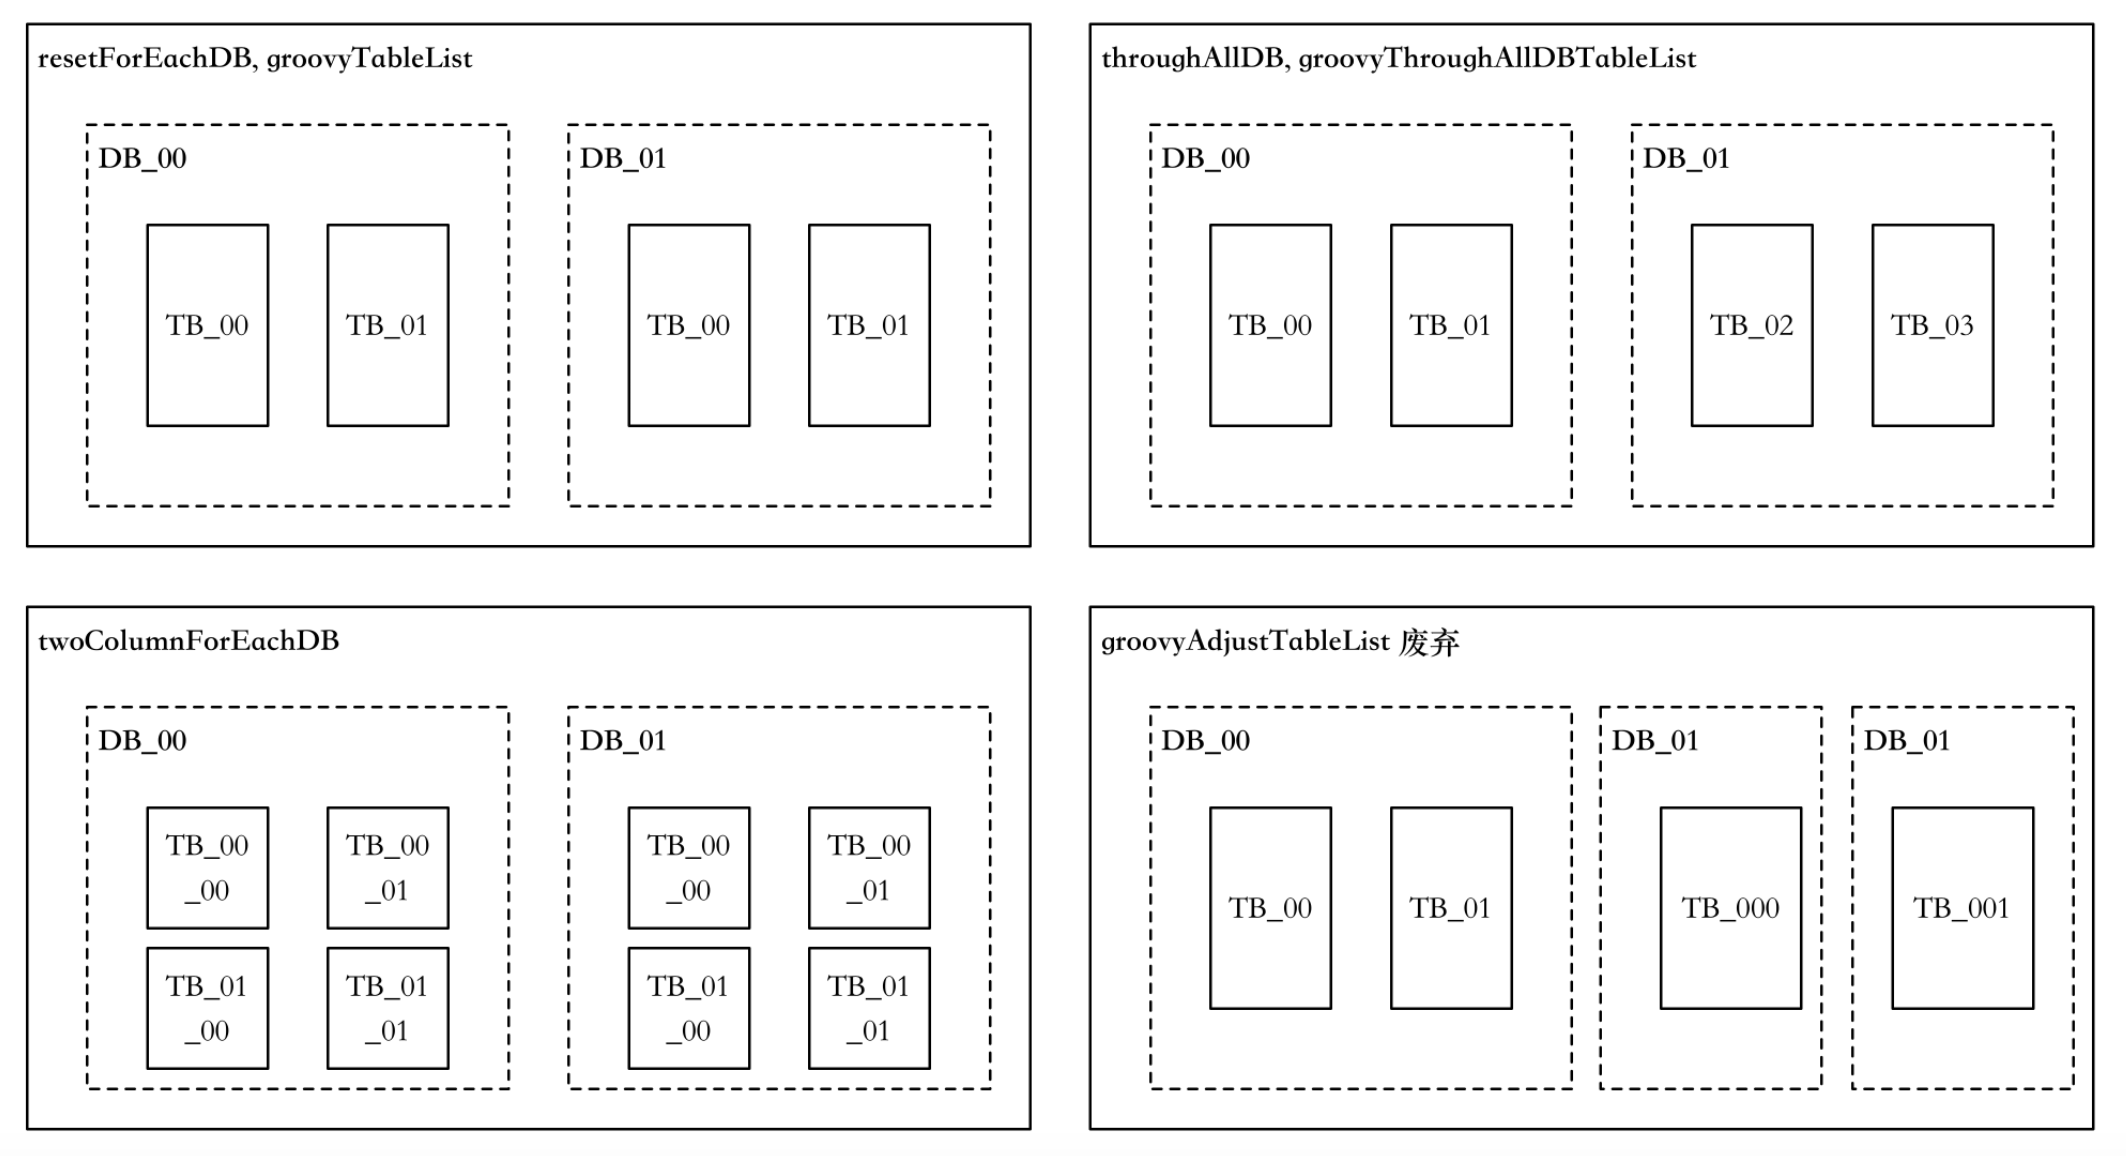 resetForEachDB, groovyTableList
DB_00
TB_00
TB_01
DB_01
TB_00
TB_01
throughAllDB, groovyThroughAllDBTableList
DB_00
TB_00
TB_01
DB_01
TB_02
TB_03
twoColumnForEachDB
DB_00
TB_00
_00
TB_00
_01
TB_01
_00
TB_01
_01
DB_01
TB_00
_00
TB_00
_01
TB_01
_00
TB_01
_01
groovyAdjustTableList 废弃
DB_00
TB_00
TB_01
DB_01
TB_000
DB_01
TB_001